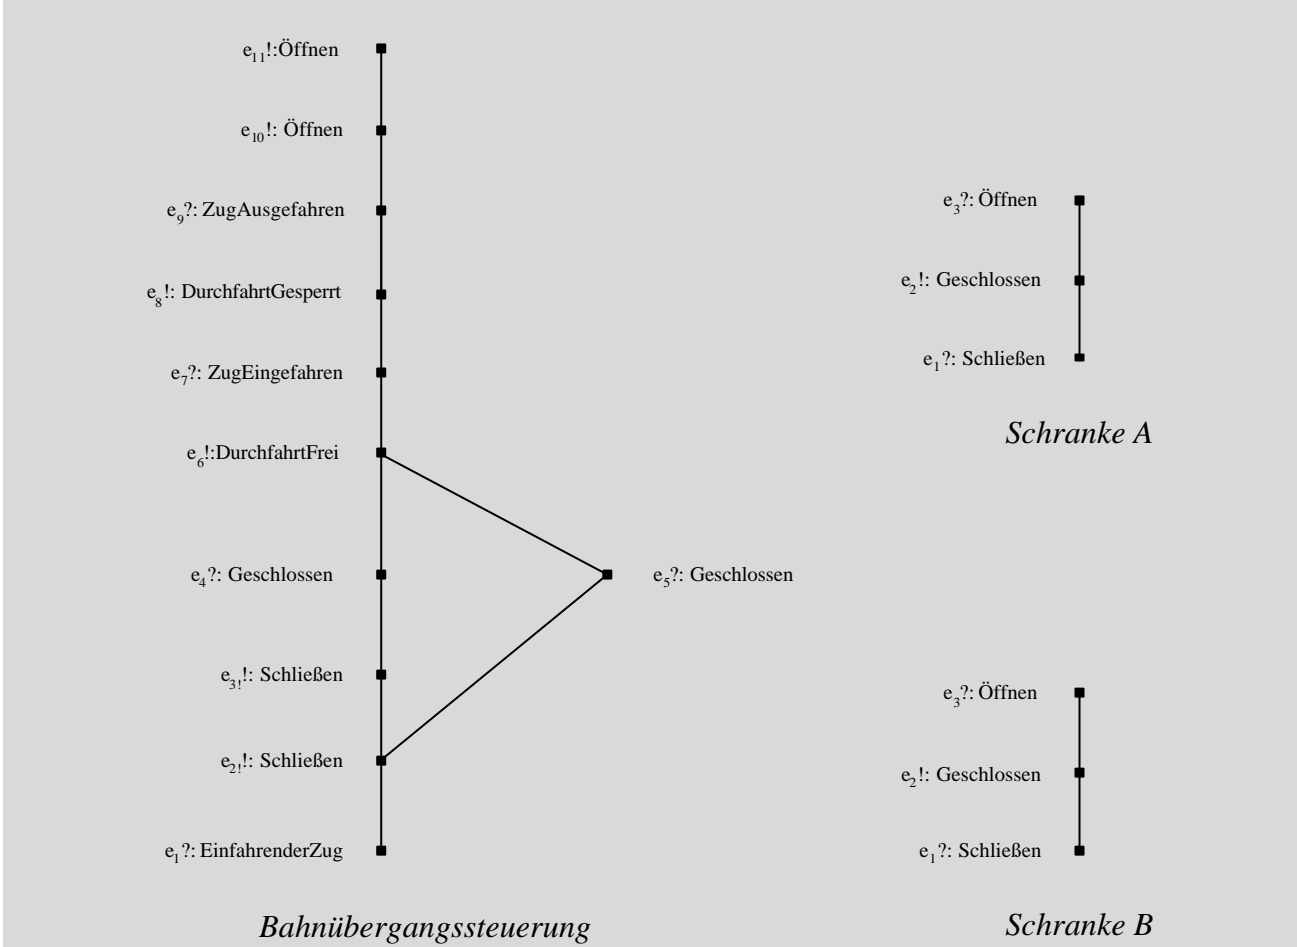 e11!:Öffnen
e10!: Öffnen
e9?: ZugAusgefahren
e8!: DurchfahrtGesperrt
e7?: ZugEingefahren
e6!:DurchfahrtFrei
e4?: Geschlossen
e5?: Geschlossen
e3!!: Schließen
e2!!: Schließen
e1?: EinfahrenderZug
Bahnübergangssteuerung
e3?: Öffnen
e2!: Geschlossen
e1?: Schließen
Schranke A
e3?: Öffnen
e2!: Geschlossen
e1?: Schließen
Schranke B